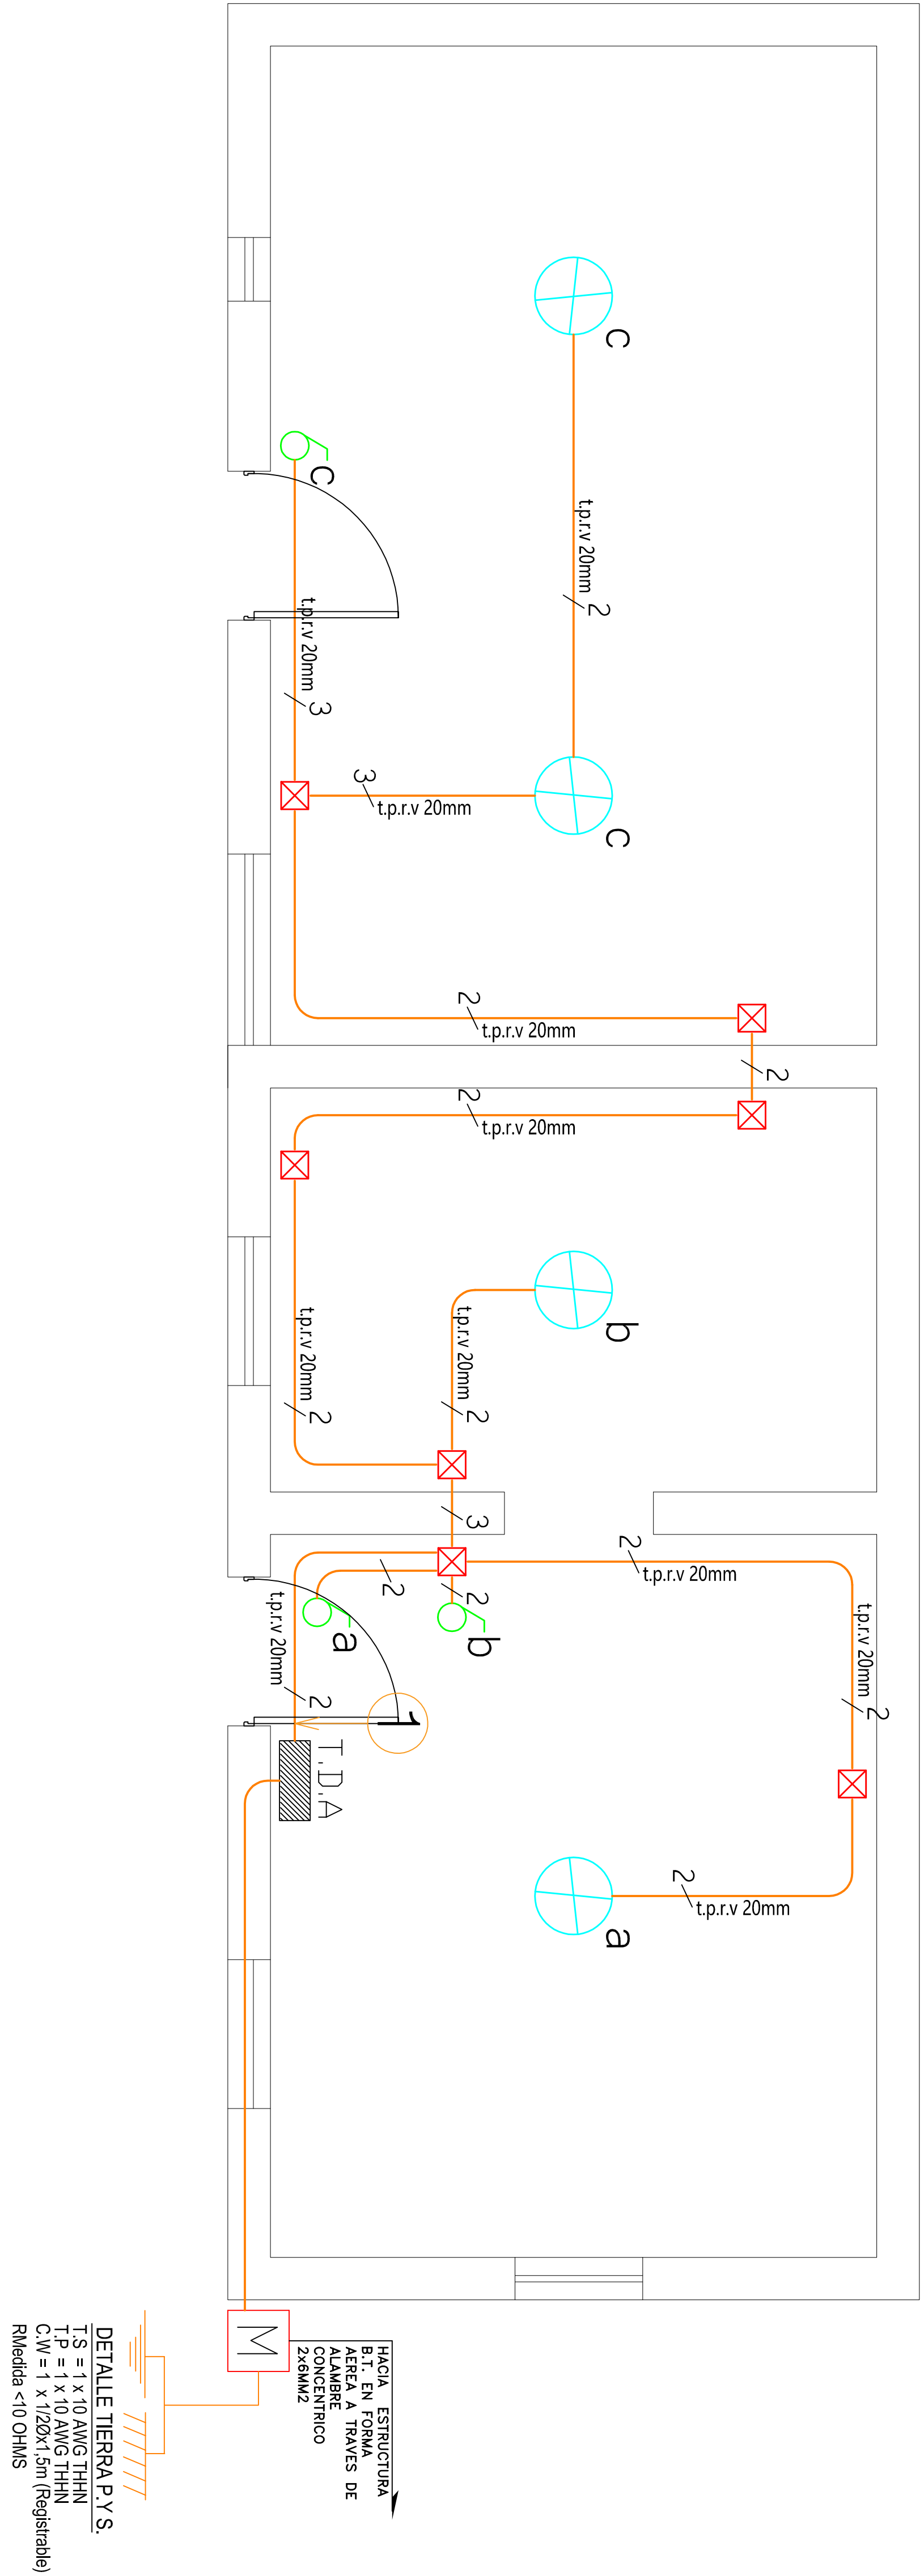 c
t.p.r.v 20mm
2
c
c
t.p.r.v 20mm
3
3
t.p.r.v 20mm
2
t.p.r.v 20mm
2
2
t.p.r.v 20mm
b
t.p.r.v 20mm
2
t.p.r.v 20mm
2
3
2
t.p.r.v 20mm
2
2
b
a
t.p.r.v 20mm
2
t.p.r.v 20mm
2
1
T.D.A
2
t.p.r.v 20mm
a
M
HACIA ESTRUCTURA
B.T. EN FORMA
AEREA A TRAVES DE
ALAMBRE
CONCENTRICO
2x6MM2
DETALLE TIERRA P.Y S.
T.S = 1 x 10 AWG THHN
T.P = 1 x 10 AWG THHN
C.W = 1 x 1/2Øx1,5m (Registrable)
RMedida <10 OHMS